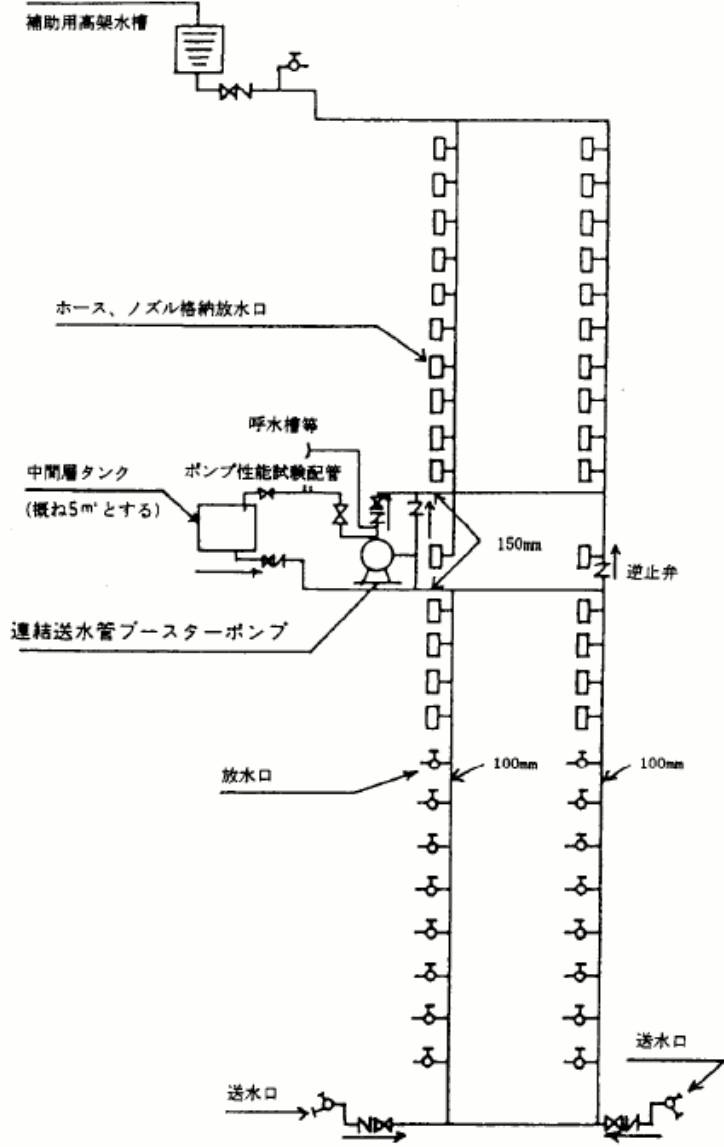 補助用高架水槽
ホース、ノズル格納放水口
呼水槽等
中間層タンク
ポンプ性能試験配管
(概ね5㎥とする)
150mm
逆止弁
連結送水管ブースターポンプ
放水口
100mm
100mm
送水口
送水口